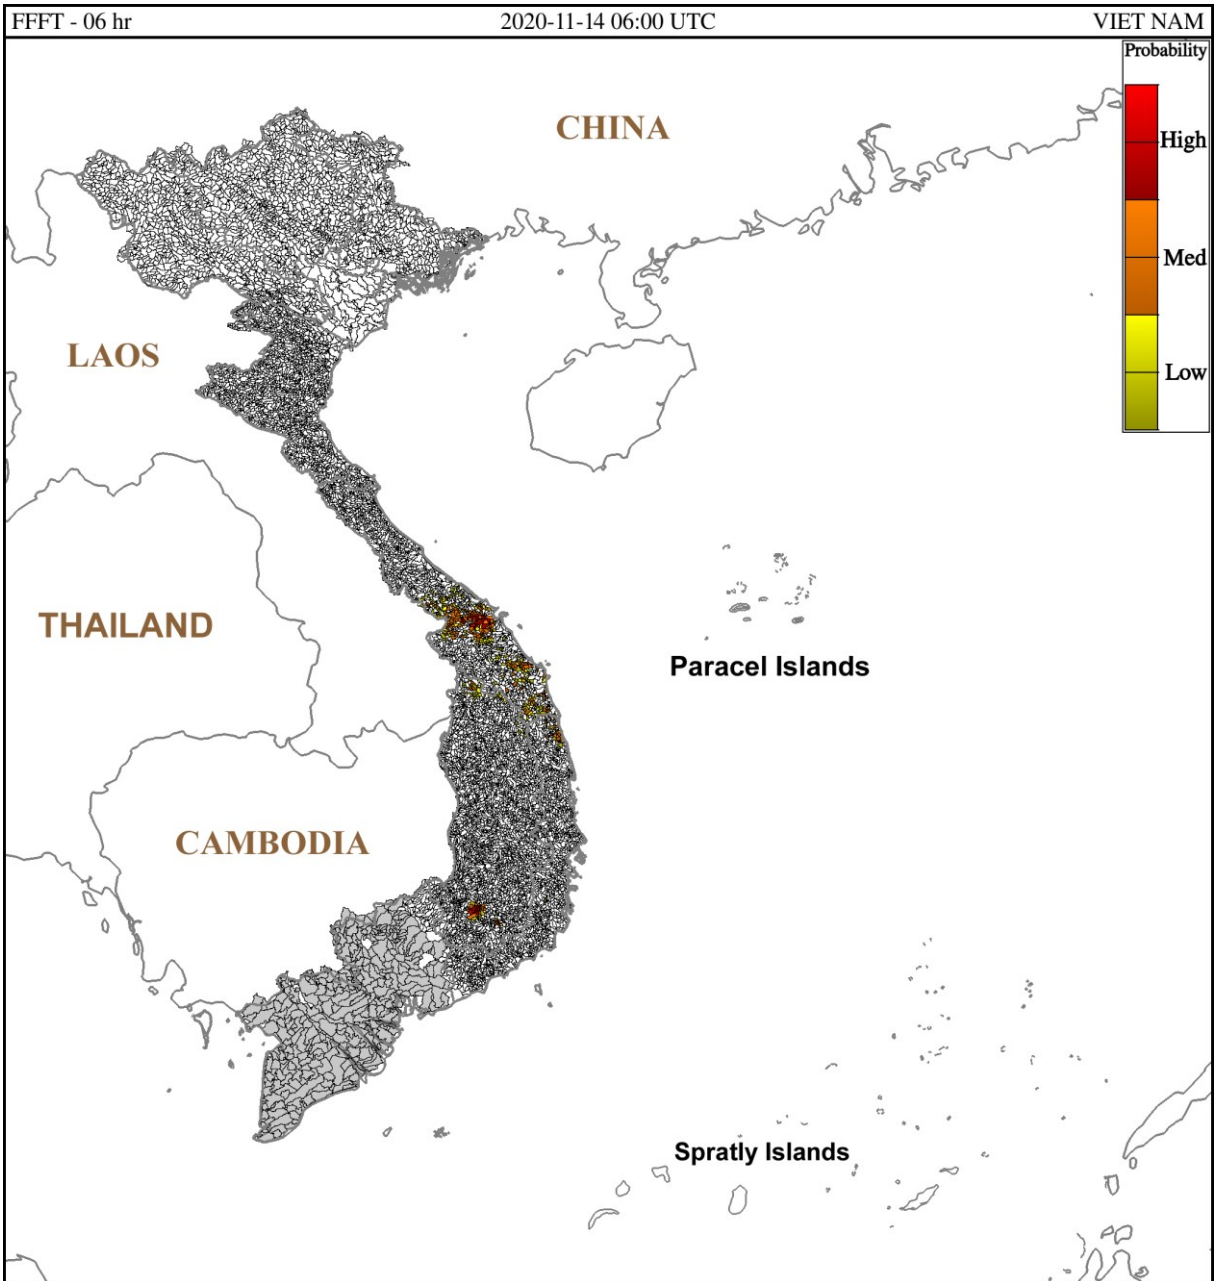 FFFT - 06 hr 2020-11-14 06:00 UTC VIET NAM
Probability
CHINA
High
Med
LAOS
Low
THAILAND
Paracel Islands
CAMBODIA
Spratly Islands